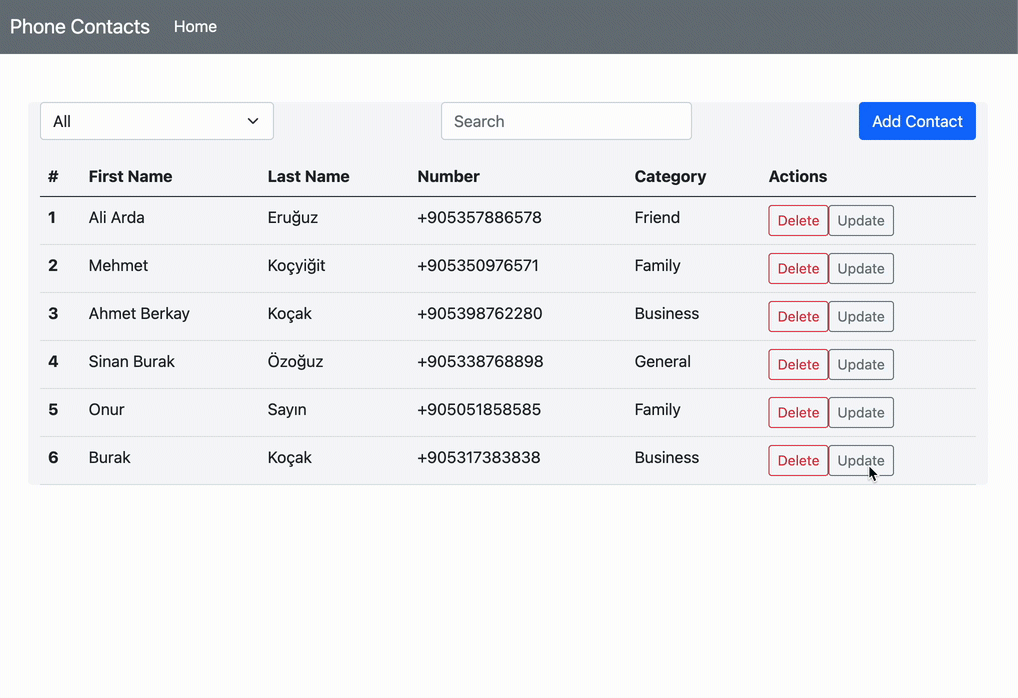 Phone Contacts Home
All Search Add Contact
# First Name Last Name Number Category Actions
1 Ali Arda Eruğuz +905357886578 Friend Delete Update
2 Mehmet Koçyiğit +905350976571 Family Delete Update
3 Ahmet Berkay Koçak +905398762280 Business Delete Update
4 Sinan Burak Özoğuz +905338768898 General Delete Update
5 Onur Sayın +905051858585 Family Delete Update
6 Burak Koçak +905317383838 Business Delete Update